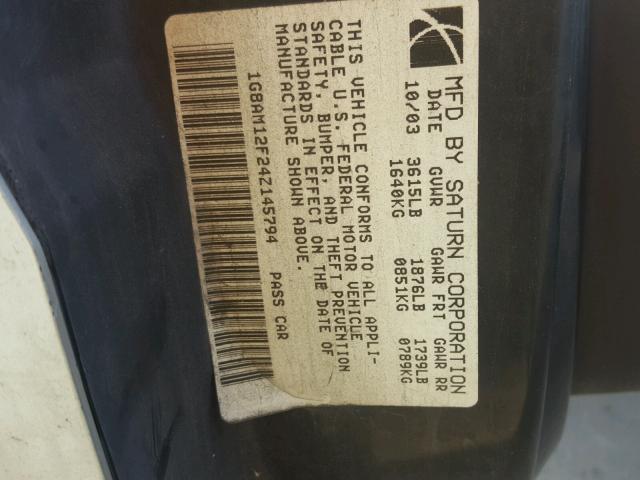 MFD BY SATURN CORPORATION
DATE GVWR GAWR FRT GAWR RR
10/03 3615LB 1876LB 1739LB
1640KG 0851KG 0789KG
THIS VEHICLE CONFORMS TO ALL APPLI-
CABLE U.S. FEDERAL MOTOR VEHICLE
SAFETY, BUMPER, AND THEFT PREVENTION
STANDARDS IN EFFECT ON THE DATE OF
MANUFACTURE SHOWN ABOVE.
1G8AM12F24Z145794 PASS CAR